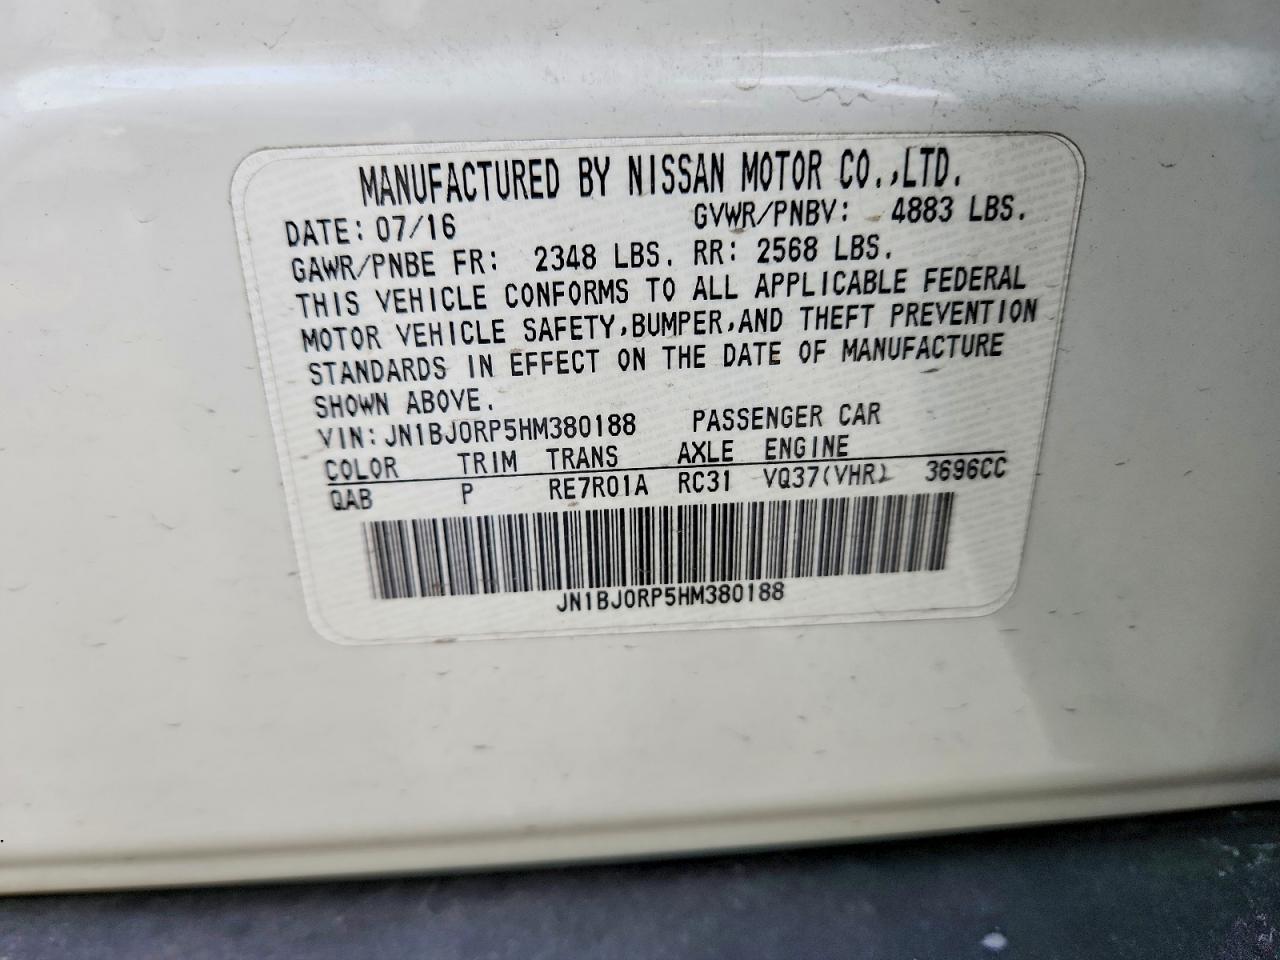 MANUFACTURED BY NISSAN MOTOR CO.,LTD.
DATE: 07/16 GVWR/PNBV: 4883 LBS.
GAWR/PNBE FR: 2348 LBS. RR: 2568 LBS.
THIS VEHICLE CONFORMS TO ALL APPLICABLE FEDERAL
MOTOR VEHICLE SAFETY,BUMPER,AND THEFT PREVENTION
STANDARDS IN EFFECT ON THE DATE OF MANUFACTURE
SHOWN ABOVE.
VIN: JN1BJ0RP5HM380188 PASSENGER CAR
COLOR TRIM TRANS AXLE ENGINE
QAB P RE7R01A RC31 VQ37(VHR) 3696CC
JN1BJ0RP5HM380188